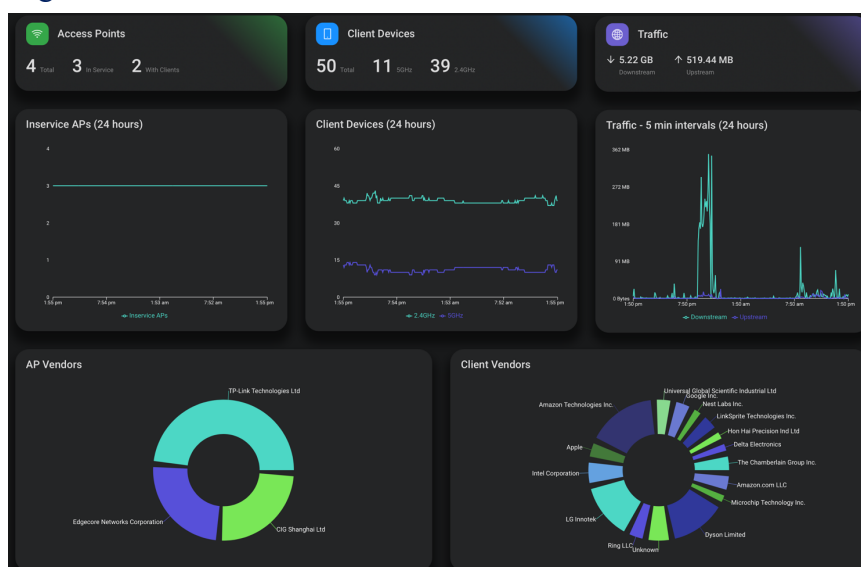 Access Points
4 Total 3 In Service 2 With Clients
Client Devices
50 Total 11 5GHz 39 2.4GHz
Traffic
5.22 GB 519.44 MB
Downstream Upstream
Inservice APs (24 hours)
4
3
2
1
0
1:55 pm 7:54 pm 1:53 am 7:52 am 1:55 pm
Inservice APs
Client Devices (24 hours)
60
45
30
15
0
1:55 pm 7:54 pm 1:53 am 7:52 am 1:55 pm
2.4GHz 5GHz
Traffic - 5 min intervals (24 hours)
362 MB
272 MB
181 MB
91 MB
0 Bytes
1:50 pm 7:50 pm 1:50 am 7:50 am 1:50 pm
Downstream Upstream
AP Vendors
TP-Link Technologies Ltd
Edgecore Networks Corporation
CIG Shanghai Ltd
Client Vendors
Universal Global Scientific Industrial Ltd
Google Inc.
Nest Labs Inc.
Amazon Technologies Inc.
LinkSprite Technologies Inc.
Hon Hai Precision Ind Ltd
Delta Electronics
Apple
The Chamberlain Group Inc.
Intel Corporation
Amazon.com LLC
Microchip Technology Inc.
LG Innotek
Dyson Limited
Ring LLC
Unknown